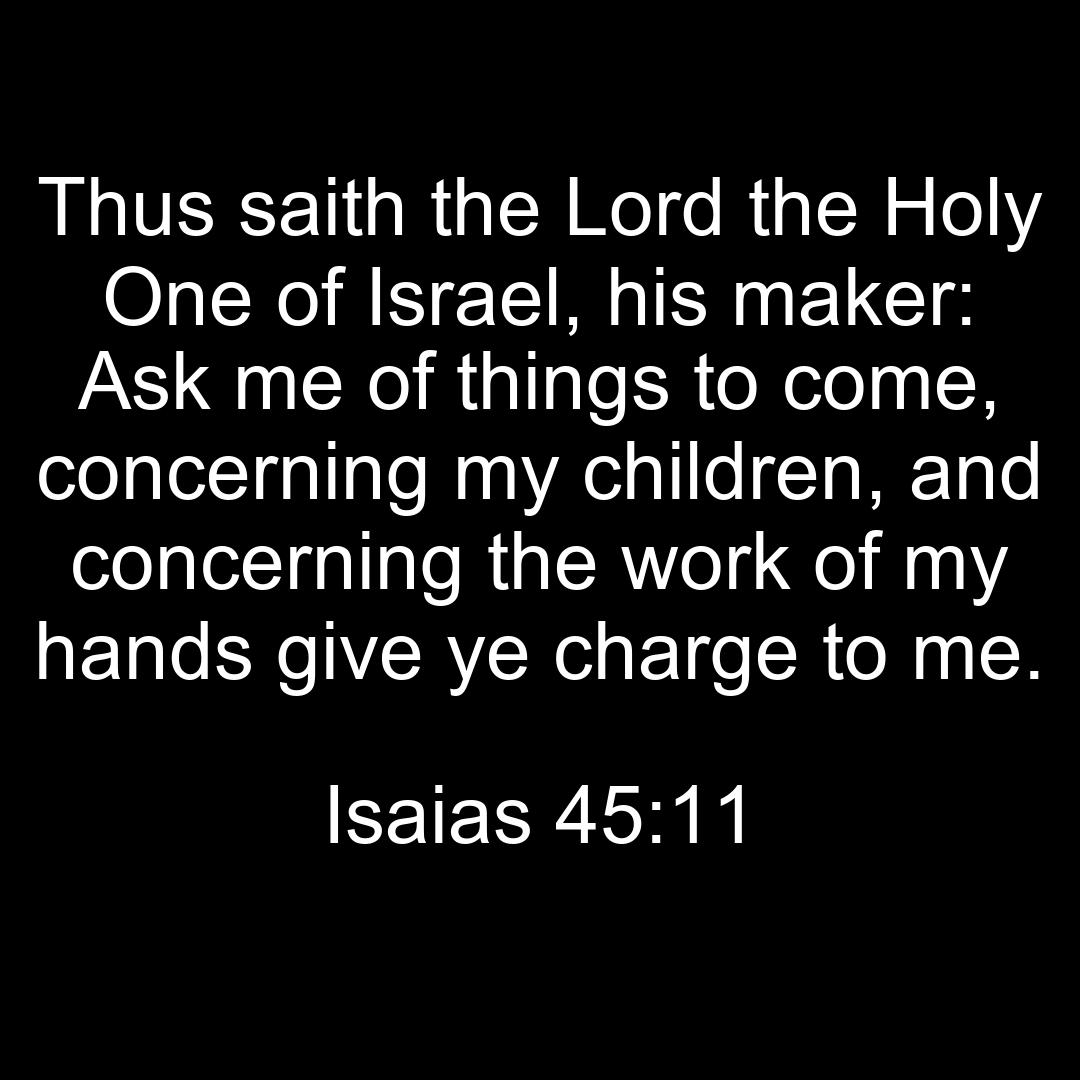 Thus saith the Lord the Holy
One of Israel, his maker:
Ask me of things to come,
concerning my children, and
concerning the work of my
hands give ye charge to me.
Isaias 45:11